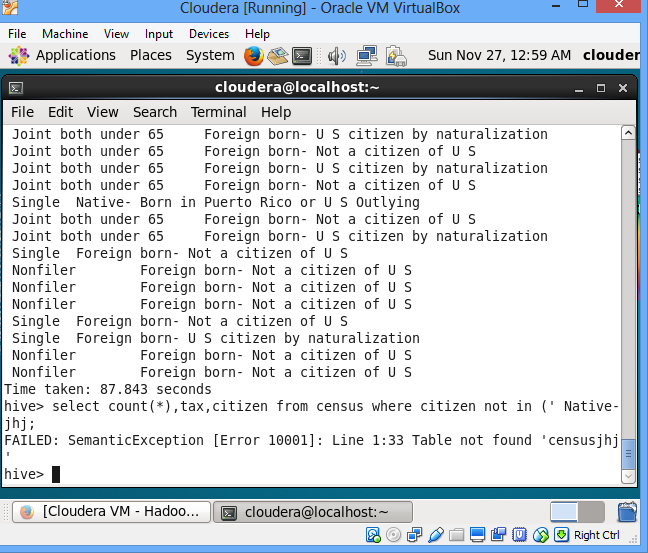 Cloudera [Running] - Oracle VM VirtualBox
File Machine View Input Devices Help
Applications Places System Sun Nov 27, 12:59 AM clouder
cloudera@localhost:~
File Edit View Search Terminal Help
Joint both under 65 Foreign born- U S citizen by naturalization
Joint both under 65 Foreign born- Not a citizen of U S
Joint both under 65 Foreign born- U S citizen by naturalization
Joint both under 65 Foreign born- Not a citizen of U S
Single Native- Born in Puerto Rico or U S Outlying
Joint both under 65 Foreign born- Not a citizen of U S
Joint both under 65 Foreign born- U S citizen by naturalization
Single Foreign born- Not a citizen of U S
Nonfiler Foreign born- Not a citizen of U S
Nonfiler Foreign born- Not a citizen of U S
Nonfiler Foreign born- Not a citizen of U S
Single Foreign born- Not a citizen of U S
Single Foreign born- U S citizen by naturalization
Nonfiler Foreign born- Not a citizen of U S
Nonfiler Foreign born- Not a citizen of U S
Time taken: 87.843 seconds
hive> select count(*),tax,citizen from census where citizen not in (' Native-
jhj;
FAILED: SemanticException [Error 10001]: Line 1:33 Table not found 'censusjhj
'
hive>
[Cloudera VM - Hadoo... cloudera@localhost:~
Right Ctrl